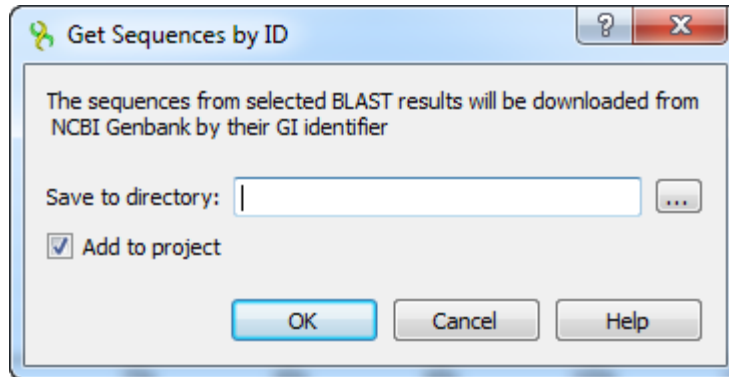 Get Sequences by ID
The sequences from selected BLAST results will be downloaded from
NCBI Genbank by their GI identifier
Save to directory:
...
Add to project
OK
Cancel
Help